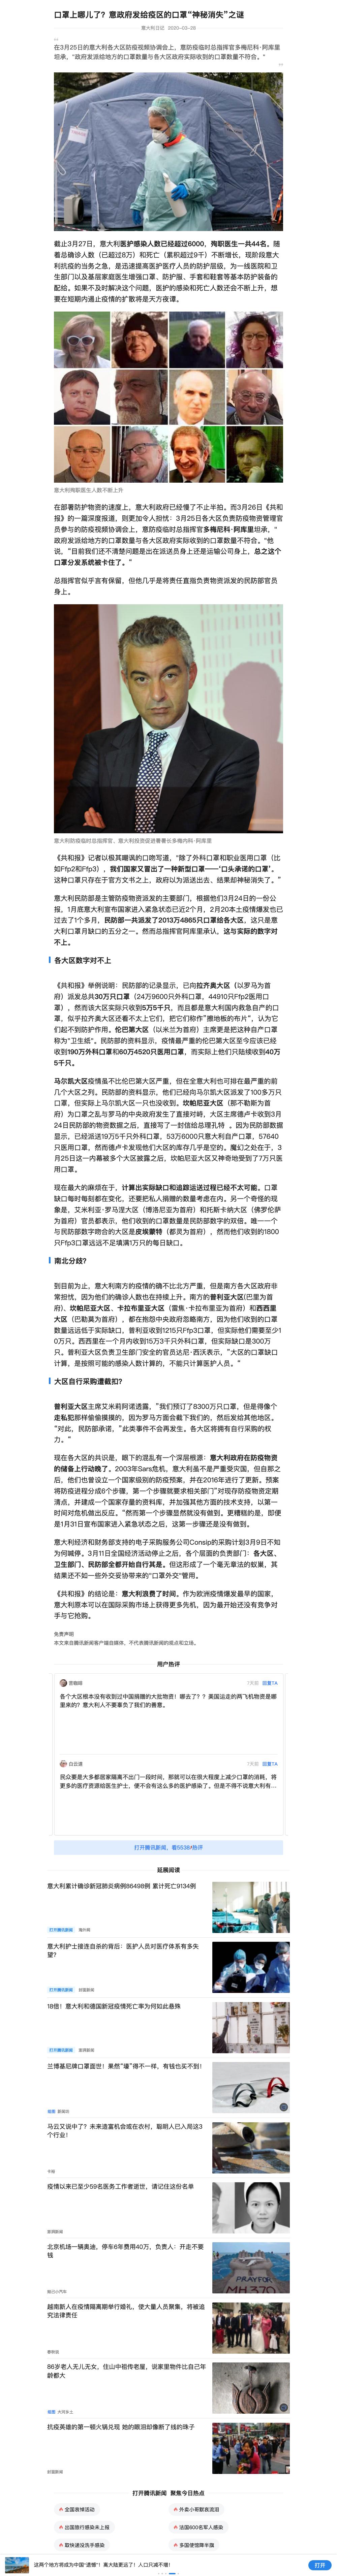 口罩上哪儿了？意政府发给疫区的口罩“神秘消失”之谜
意大利日记 2020-03-28
在3月25日的意大利各大区防疫视频协调会上，意防疫临时总指挥官多梅尼科·阿库里
坦承，“政府发派给地方的口罩数量与各大区政府实际收到的口罩数量不符合。”
截止3月27日，意大利医护感染人数已经超过6000，殉职医生一共44名。随
着总确诊人数（已超过8万）和死亡（累积超过9千）不断增长，现阶段意大
利抗疫的当务之急，是迅速提高医护医疗人员的防护层级，为一线医院和卫
生部门以及基层家庭医生增强口罩、防护服、手套和鞋套等基本防护装备的
配给。如果不及时解决这个问题，医护的感染和死亡人数还会不断上升，想
要在短期内遏止疫情的扩散将是天方夜谭。
意大利殉职医生人数不断上升
在部署防护物资的速度上，意大利政府已经慢了不止半拍。而3月26日《共和
报》的一篇深度报道，则更加令人担忧：3月25日各大区负责防疫物资管理官
员参与的防疫视频协调会上，意防疫临时总指挥官多梅尼科·阿库里坦承，“
政府发派给地方的口罩数量与各大区政府实际收到的口罩数量不符合。“他
说，“目前我们还不清楚问题是出在派送员身上还是运输公司身上，总之这个
口罩分发系统被卡住了。”
总指挥官似乎言有保留，但他几乎是将责任直指负责物资派发的民防部官员
身上。
意大利防疫临时总指挥官、意大利投资促进署署长多梅内科·阿库里
《共和报》记者以极其嘲讽的口吻写道，“除了外科口罩和职业医用口罩（比
如Ffp2和Ffp3），我们国家又冒出了一种新型口罩——‘口头承诺的口罩’。
这种口罩只存在于官方文书之上，政府以为派送出去、结果却神秘消失了。”
意大利民防部是主管防疫物资派发的主要部门，根据他们3月24日的一份公
报，1月底意大利宣布国家进入紧急状态已近2个月，2月20本土疫情爆发也已
过去了1个多月，民防部一共派发了2013万4865只口罩给各大区，这只是意大
利口罩月缺口的五分之一。然而总指挥官阿库里承认，这与实际的数字对
不上。
各大区数字对不上
《共和报》举例说明：民防部的记录显示，已向拉齐奥大区（以罗马为首
府）派发总共30万只口罩（24万9600只外科口罩，44910只ffp2医用口
罩），然而该大区实际只收到5万5千只，而且都是意大利国内救急自产的口
罩，似乎拉齐奥大区还看不上它们，把它们称作“擦地板的布片”，认为它
们起不到防护作用。伦巴第大区（以米兰为首府）主席更是把这种自产口罩
称为“卫生纸”。民防部的资料显示，疫情最严重的伦巴第大区至今应该已经
收到190万外科口罩和60万4520只医用口罩，而实际上他们只陆续收到40万
5千只。
马尔凯大区疫情虽不比伦巴第大区严重，但在全意大利也可排在最严重的前
几个大区之列。民防部的资料显示，他们已经向马尔凯大区派发了100多万只
口罩，但实际上马尔凯大区一只也没收到。坎帕尼亚大区（那不勒斯为首
府）为口罩之乱与罗马的中央政府发生了直接对峙，大区主席德卢卡收到3月
24日民防部的物资数据之后，直接写了一封信给总理孔特 。因为民防部数据
显示，已经派送19万5千只外科口罩，53万6000只意大利自产口罩，57640
只医用口罩，然而德卢卡发现他们大区的库存几乎是空的。魔幻之处在于，3
月25日这一内幕被多个大区披露之后，坎帕尼亚大区又神奇地受到了7万只医
用口罩。
现在最大的麻烦在于，计算出实际缺口和追踪运送过程已经不太可能。口罩
缺口每时每刻都在变化，还要把私人捐赠的数量考虑在内。另一个奇怪的现
象是，艾米利亚·罗马涅大区（博洛尼亚为首府）和托斯卡纳大区（佛罗伦萨
为首府）官员都表示，他们收到的口罩数量是民防部数字的双倍。唯一一个
与民防部数字吻合的大区是皮埃蒙特（都灵为首府），然而他们收到的1800
只Ffp3口罩远远不足填满1万只的每日缺口。
南北分歧？
到目前为止，意大利南方的疫情的确不比北方严重，但是南方各大区政府非
常担忧，因为他们的确诊人数也在持续上升。南方的普利亚大区(巴里为首
府)、坎帕尼亚大区、卡拉布里亚大区（雷焦·卡拉布里亚为首府）和西西里
大区（巴勒莫为首府），都在抱怨中央政府忽略南方，因为他们收到的口罩
数量远远低于实际缺口，普利亚收到1215只Ffp3口罩，但实际他们需要至少1
0万只。西西里在一个月内收到15万3千只外科口罩，但实际缺口是300万
只。普利亚大区负责卫生部门安全的官员达尼·西沃表示，“大区的口罩缺口
计算，是按照可能的感染人数计算的，不能只计算医护人员。”
大区自行采购遭截扣？
普利亚大区主席艾米莉阿诺透露，“我们预订了8300万只口罩，但是得像个
走私犯那样偷偷摸摸的，因为罗马方面会截下我们的，然后发给其他地区。
“对此，民防部承诺，”此类事件不会再发生。各大区将拥有自行采购的权
力。”
现在各大区的共识是，眼下的混乱有一个深层根源：意大利政府在防疫物资
的储备上行动晚了。2003年Sars危机，意大利虽不是严重受灾国，但自那之
后，他们也曾设立一个国家级别的防疫预案，并在2016年进行了更新。预案
将防疫进程分成6个步骤，第一个步骤就要求相关部门“对现存防疫物资定期
清点，并建成一个国家存量的资料库，并加强其他方面的技术支持，以第一
时间对危机做出反应。”然而第一个步骤显然就没有做到。更糟糕的是，即便
是1月31日宣布国家进入紧急状态之后，这第一步骤还是没有做到。
意大利经济和财务部支持的电子采购服务公司Consip的采购计划3月9日不知
为何喊停。3月11日全国经济活动停止之后，各个层面的负责部门：各大区、
卫生部门、民防部全都开始自行其是。但这形成了一个毫无章法的蚁巢，其
结果还不如一些外交妥协带来的“口罩外交”管用。
《共和报》的结论是：意大利浪费了时间。作为欧洲疫情爆发最早的国家，
意大利原本可以在国际采购市场上获得更多先机，因为最开始还没有竞争对
手与它抢购。
免责声明
本文来自腾讯新闻客户端自媒体，不代表腾讯新闻的观点和立场。
用户热评
7天前 回复TA
各个大区根本没有收到过中国捐赠的大批物资！哪去了？？英国运走的两飞机物资是哪
里来的？意大利人不要辜负了我们的善意。
白云道 7天前 回复TA
民众要是大多都居家隔离不出门一段时间，那就可以在很大程度上减少口罩的消耗，将
更多的医疗资源给医生护士，便不会有这么多的医护感染了。但是不得不说意大利有...
打开腾讯新闻，看5538+热评
延展阅读
意大利累计确诊新冠肺炎病例86498例 累计死亡9134例
打开腾讯新闻
意大利护士接连自杀的背后：医护人员对医疗体系有多失
望？
打开腾讯新闻 封面新闻
18倍！意大利和德国新冠疫情死亡率为何如此悬殊
打开腾讯新闻 新浪新闻
兰博基尼牌口罩面世！果然“壕”得不一样，有钱也买不到！
马云又说中了？未来造富机会或在农村，聪明人已入局这3
个行业！
疫情以来已至少59名医务工作者逝世，请记住这份名单
北京机场一辆奥迪，停车6年费用40万，负责人：开走不要
钱
PRAY FOR
MH370
越南新人在疫情隔离期举行婚礼，使大量人员聚集，将被追
究法律责任
86岁老人无儿无女，住山中祖传老屋，说家里物件比自己年
龄都大
抗疫英雄的第一顿火锅兑现 她的眼泪却像断了线的珠子
封面新闻
打开腾讯新闻 聚焦今日热点
全国哀悼活动
外卖小哥默哀流泪
出国旅行感染未上报
法国600名军人感染
取快递没洗手感染
多国使馆降半旗
这两个地方将成为中国“遗憾”！离大陆更远了！人口只减不增！
打开